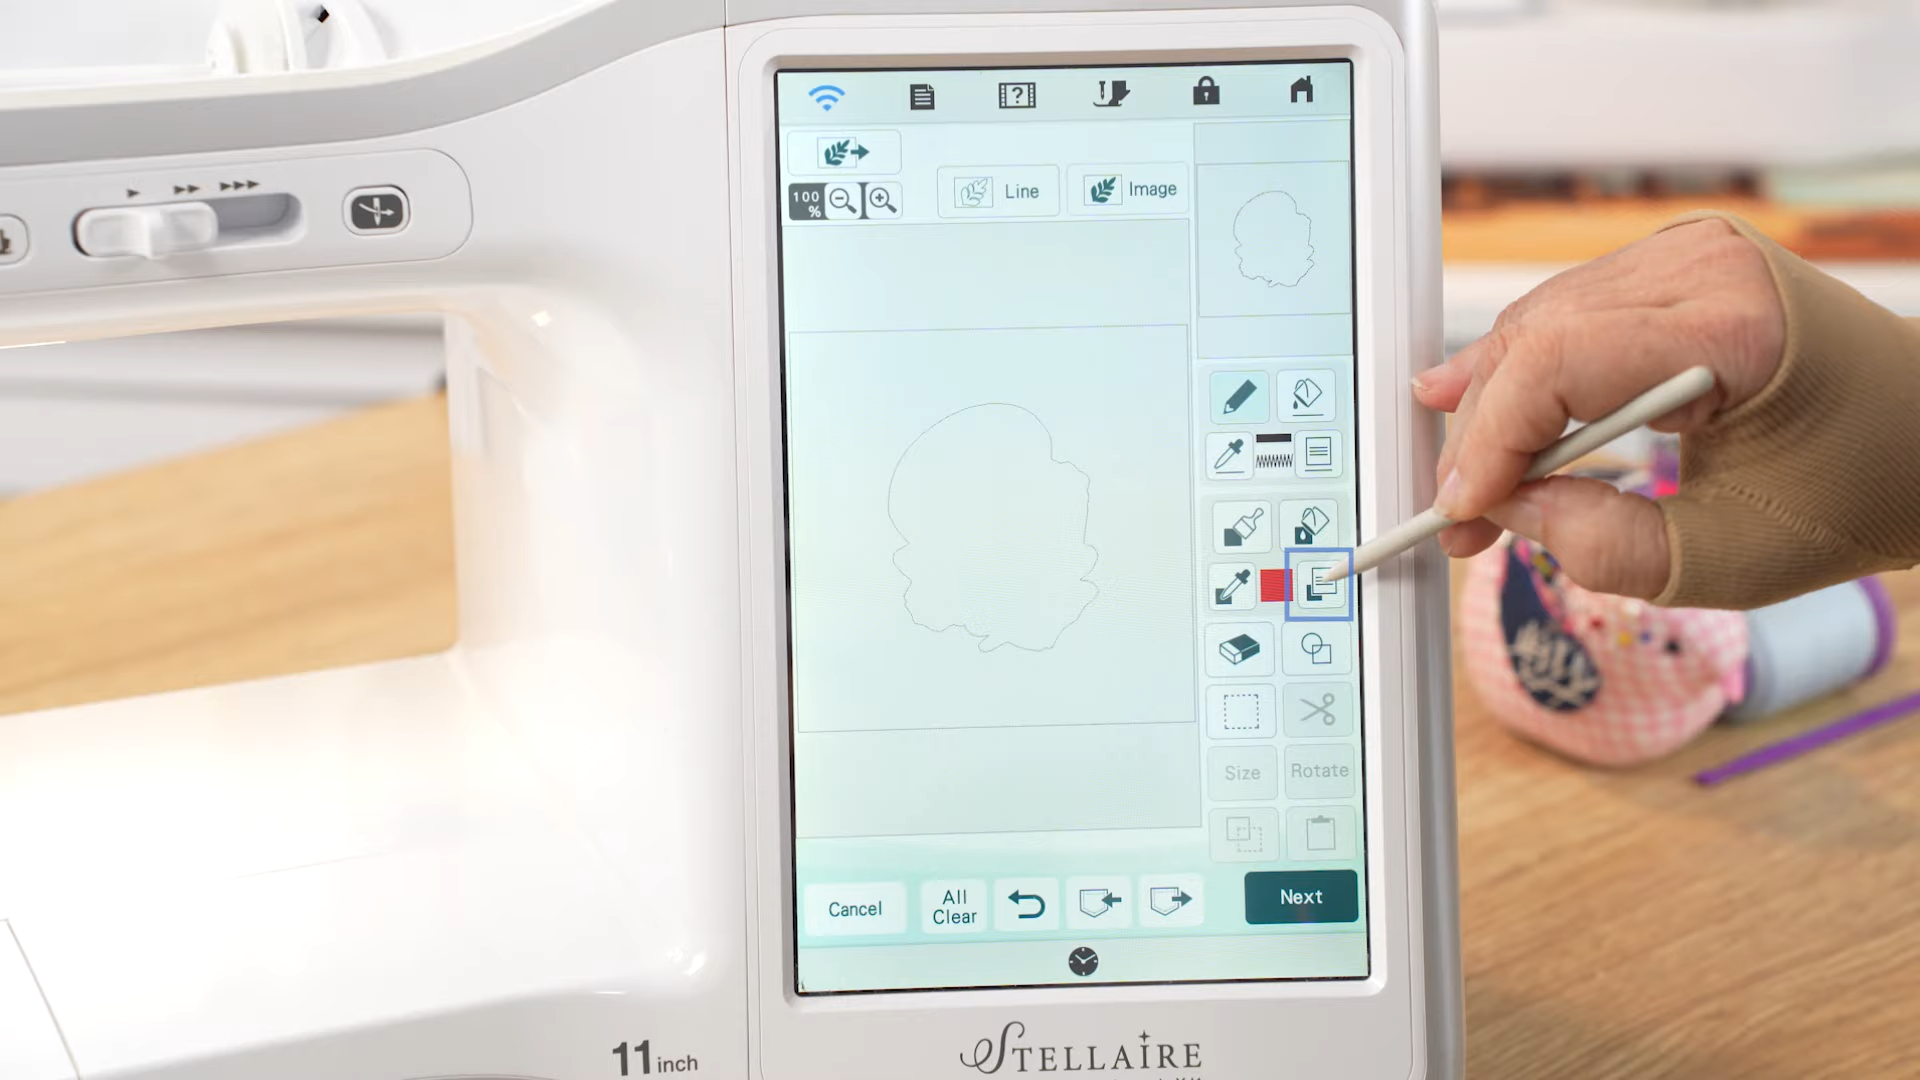 100
%
Line
Image
Size
Rotate
Cancel
All
Clear
Next
11 inch
STELLAIRE